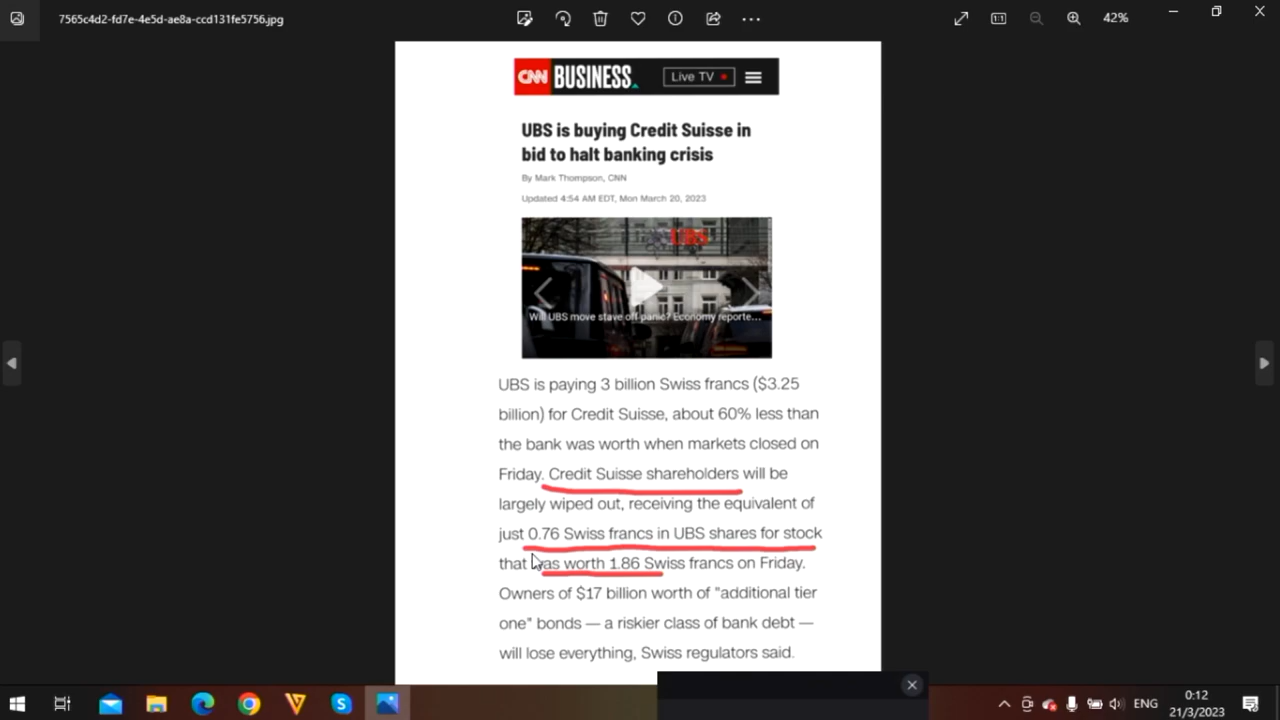 7565c4d2-fd7e-4e5d-ae8a-ccd131fe5756.jpg
42%
CNN BUSINESS
Live TV
UBS is buying Credit Suisse in
bid to halt banking crisis
By Mark Thompson, CNN
Updated 4:54 AM EDT, Mon March 20, 2023
UBS
Will UBS move stave off panic? Economy reporte...
UBS is paying 3 billion Swiss francs ($3.25
billion) for Credit Suisse, about 60% less than
the bank was worth when markets closed on
Friday. Credit Suisse shareholders will be
largely wiped out, receiving the equivalent of
just 0.76 Swiss francs in UBS shares for stock
that was worth 1.86 Swiss francs on Friday.
Owners of $17 billion worth of "additional tier
one" bonds — a riskier class of bank debt —
will lose everything, Swiss regulators said.
ENG
0:12
21/3/2023